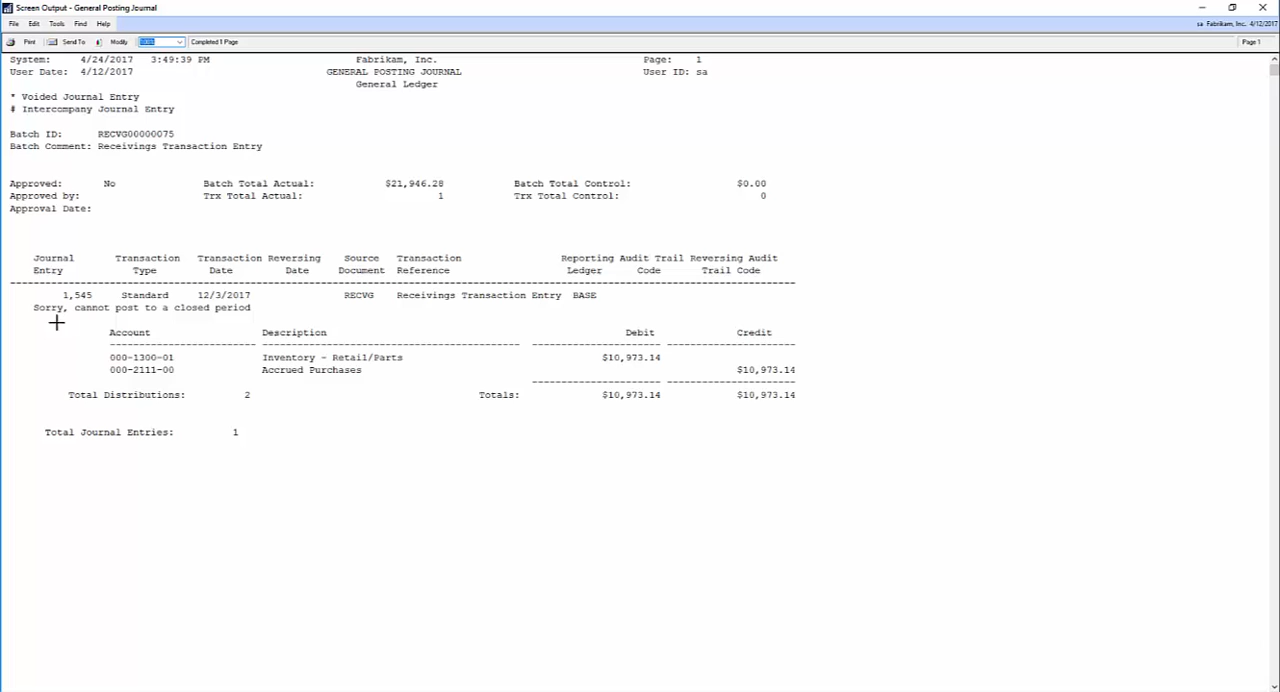 Screen Output - General Posting Journal
File Edit Tools Find Help
sa Fabrikam, Inc. 4/12/2017
Print Send To Modify 100% Completed 1 Page
Page 1
System: 4/24/2017 3:49:39 PM Fabrikam, Inc. Page: 1
User Date: 4/12/2017 GENERAL POSTING JOURNAL User ID: sa
General Ledger
* Voided Journal Entry
# Intercompany Journal Entry
Batch ID: RECVG00000075
Batch Comment: Receivings Transaction Entry
Approved: No Batch Total Actual: $21,946.28 Batch Total Control: $0.00
Approved by: Trx Total Actual: 1 Trx Total Control: 0
Approval Date:
Journal Transaction Transaction Reversing Source Transaction Reporting Audit Trail Reversing Audit
Entry Type Date Date Document Reference Ledger Code Trail Code
1,545 Standard 12/3/2017 RECVG Receivings Transaction Entry BASE
Sorry, cannot post to a closed period
Account Description Debit Credit
000-1300-01 Inventory - Retail/Parts $10,973.14
000-2111-00 Accrued Purchases $10,973.14
Total Distributions: 2 Totals: $10,973.14 $10,973.14
Total Journal Entries: 1